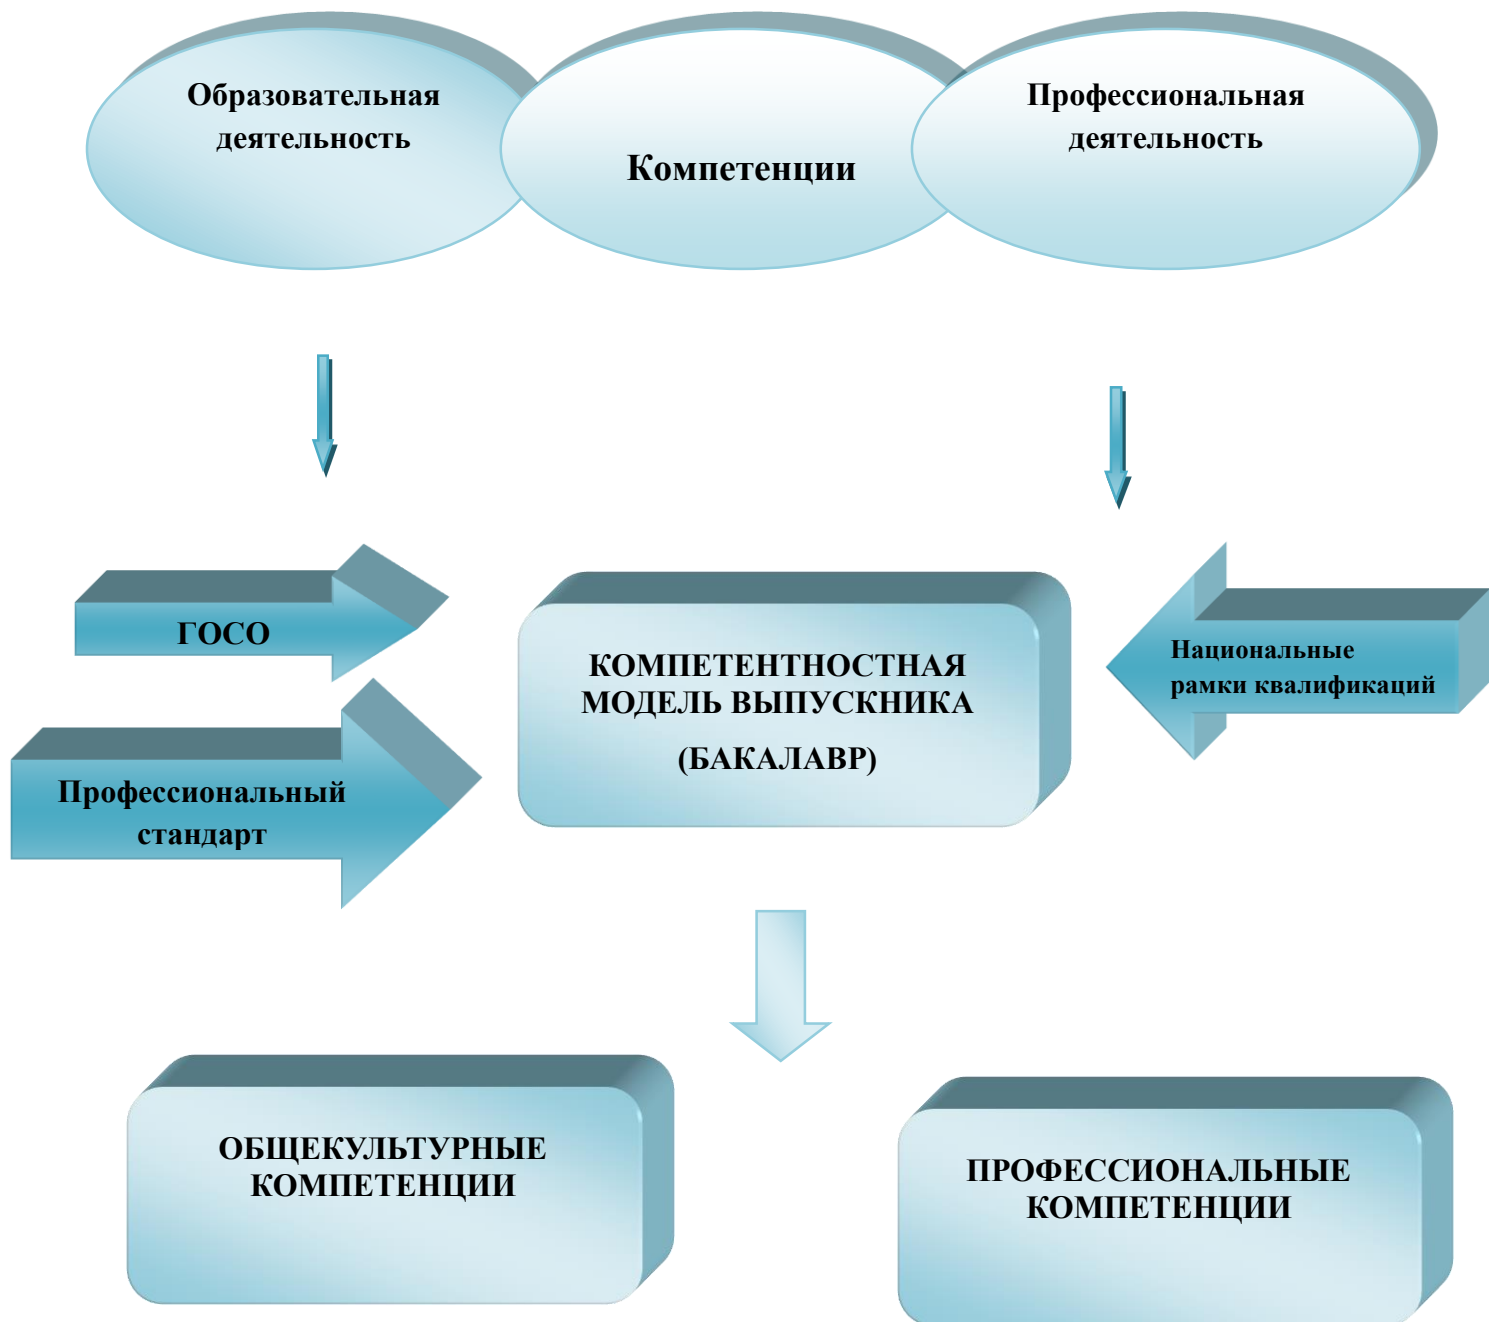 Образовательная
деятельность
Компетенции
Профессиональная
деятельность
ГОСО
Профессиональный
стандарт
КОМПЕТЕНТНОСТНАЯ
МОДЕЛЬ ВЫПУСКНИКА
(БАКАЛАВР)
Национальные
рамки квалификаций
ОБЩЕКУЛЬТУРНЫЕ
КОМПЕТЕНЦИИ
ПРОФЕССИОНАЛЬНЫЕ
КОМПЕТЕНЦИИ